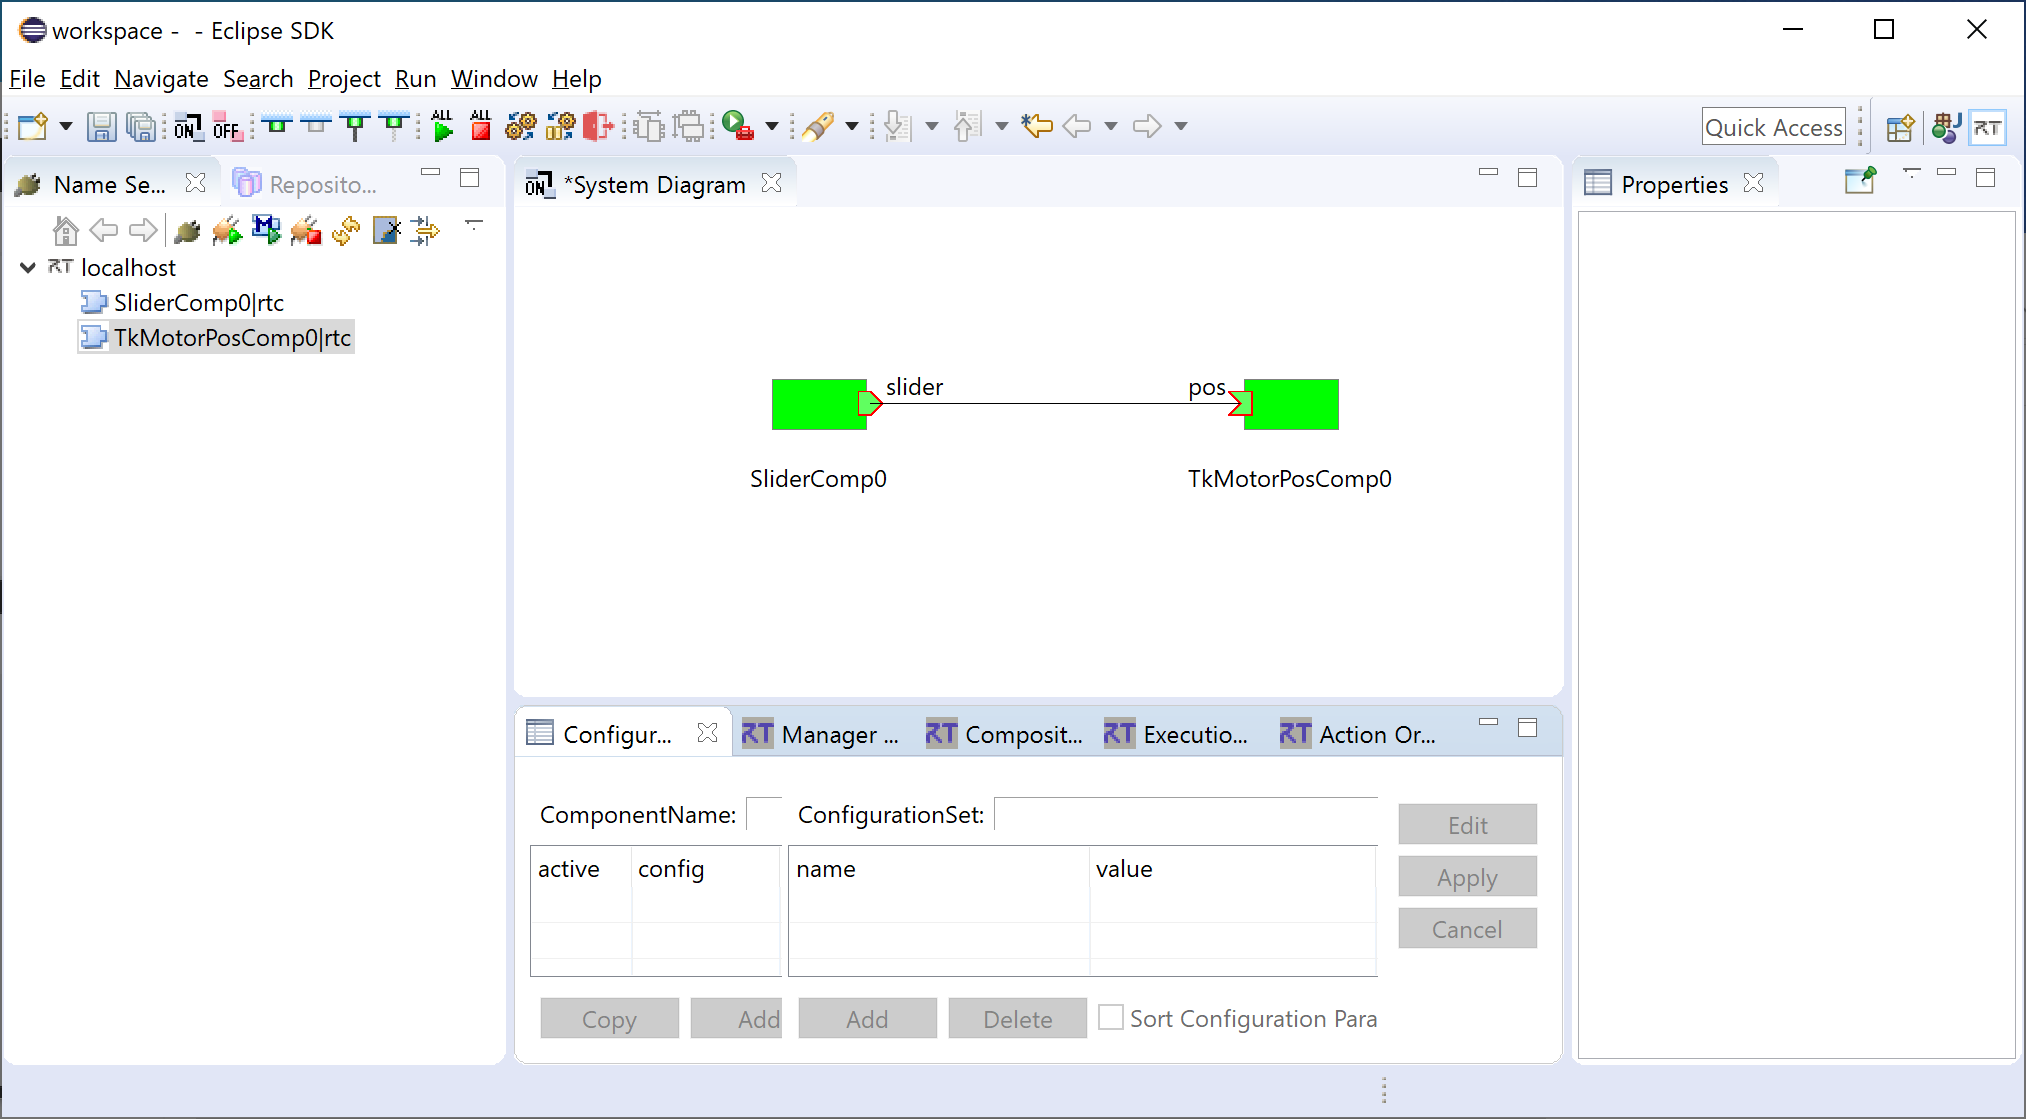 workspace -  - Eclipse SDK
File Edit Navigate Search Project Run Window Help
ON OFF ALL ALL Quick Access RT
Name Se... Reposito...
ON *System Diagram
Properties
RT localhost
SliderComp0|rtc
TkMotorPosComp0|rtc
slider pos
SliderComp0 TkMotorPosComp0
Configur... RT Manager ... RT Composit... RT Executio... RT Action Or...
ComponentName: ConfigurationSet:
Edit
active config name value
Apply
Cancel
Copy Add Add Delete Sort Configuration Para